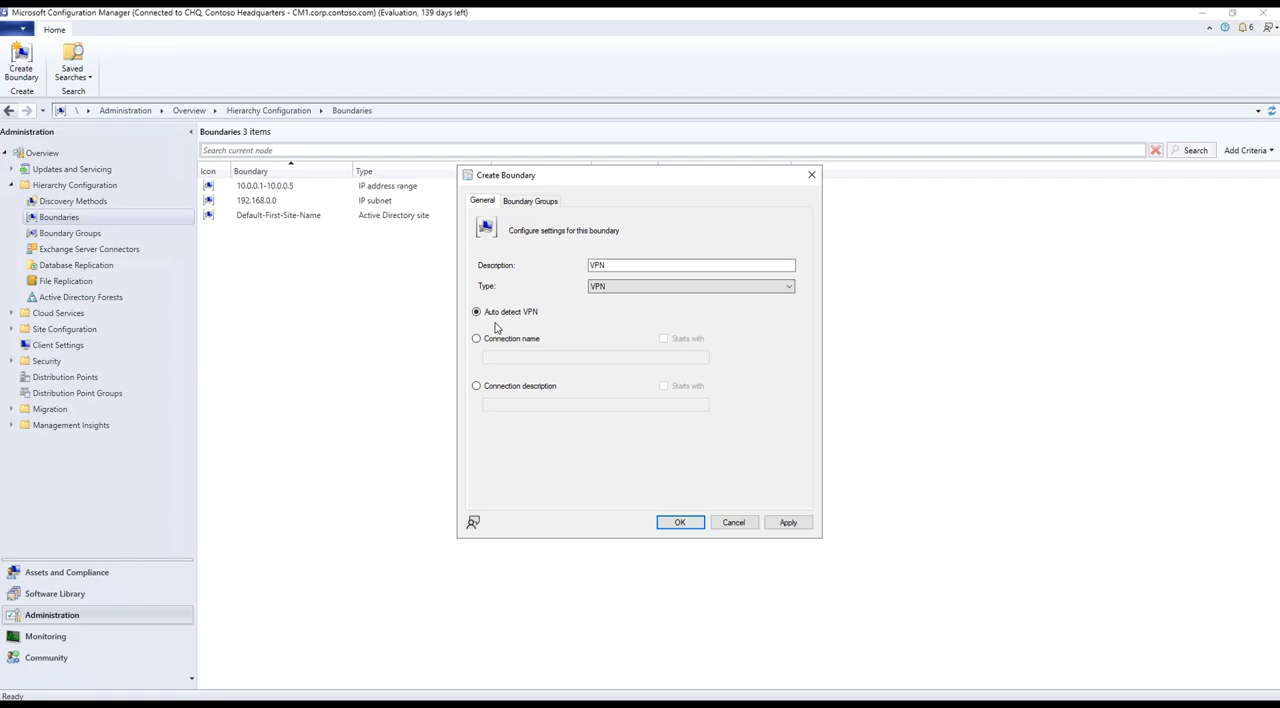 Microsoft Configuration Manager (Connected to CHQ, Contoso Headquarters - CM1.corp.contoso.com) (Evaluation, 139 days left)
Home
6
Create Boundary
Saved Searches
Create
Search
\ Administration Overview Hierarchy Configuration Boundaries
Administration
Overview
Updates and Servicing
Hierarchy Configuration
Discovery Methods
Boundaries
Boundary Groups
Exchange Server Connectors
Database Replication
File Replication
Active Directory Forests
Cloud Services
Site Configuration
Client Settings
Security
Distribution Points
Distribution Point Groups
Migration
Management Insights
Assets and Compliance
Software Library
Administration
Monitoring
Community
Boundaries 3 items
Search current node
Search
Add Criteria
Icon Boundary Type
10.0.0.1-10.0.0.5 IP address range
192.168.0.0 IP subnet
Default-First-Site-Name Active Directory site
Create Boundary
General Boundary Groups
Configure settings for this boundary
Description: VPN
Type: VPN
Auto detect VPN
Connection name Starts with
Connection description Starts with
OK Cancel Apply
Ready